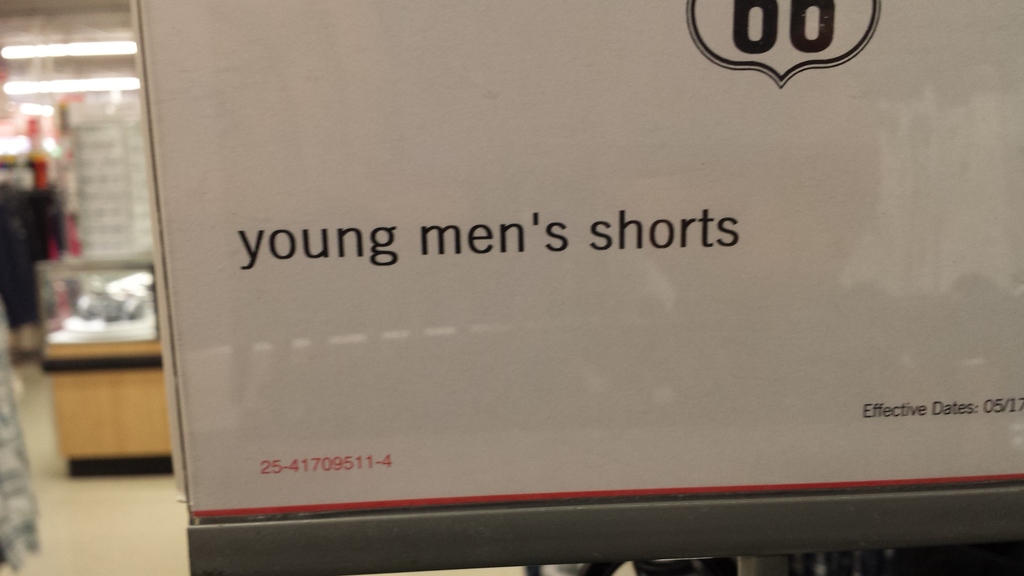 66
young men's shorts
Effective Dates: 05/17
25-41709511-4